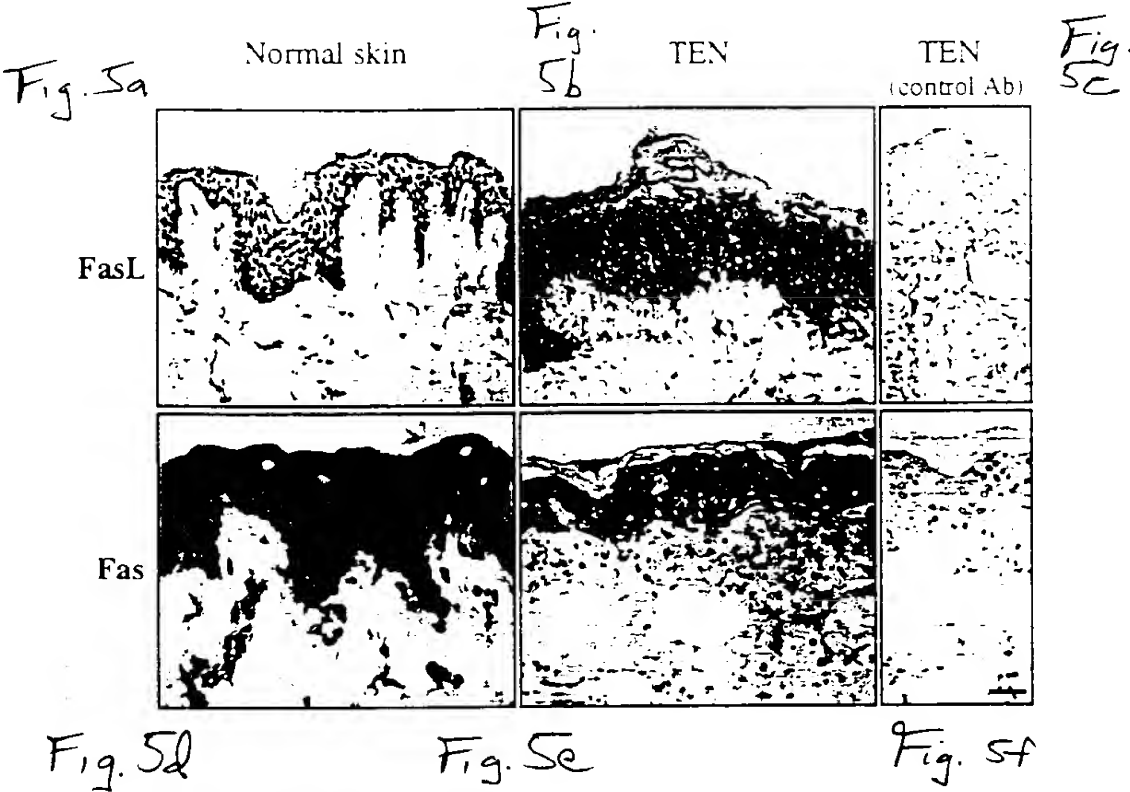 Fig. 5a
Normal skin
Fig.
5b
TEN
TEN
(control Ab)
Fig.
5c
FasL
Fas
Fig. 5d
Fig. 5e
Fig. 5f